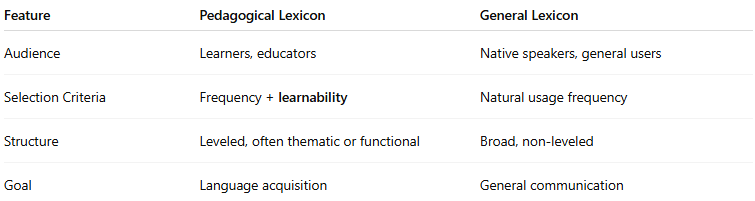 Feature Pedagogical Lexicon General Lexicon
Audience Learners, educators Native speakers, general users
Selection Criteria Frequency + learnability Natural usage frequency
Structure Leveled, often thematic or functional Broad, non-leveled
Goal Language acquisition General communication